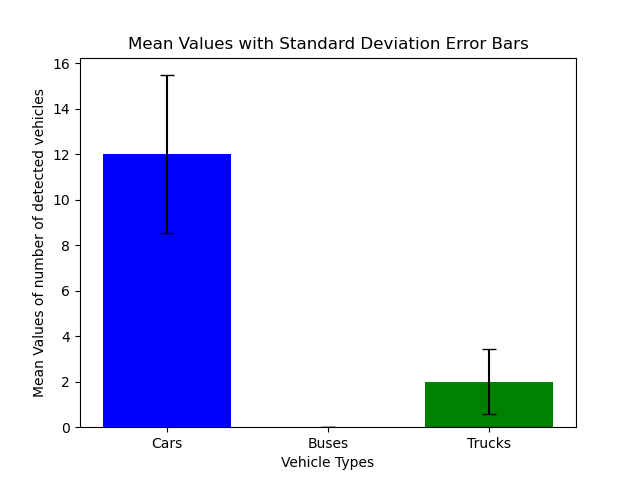 Mean Values with Standard Deviation Error Bars
16
14
12
10
8
6
4
2
0
Mean Values of number of detected vehicles
Cars
Buses
Trucks
Vehicle Types